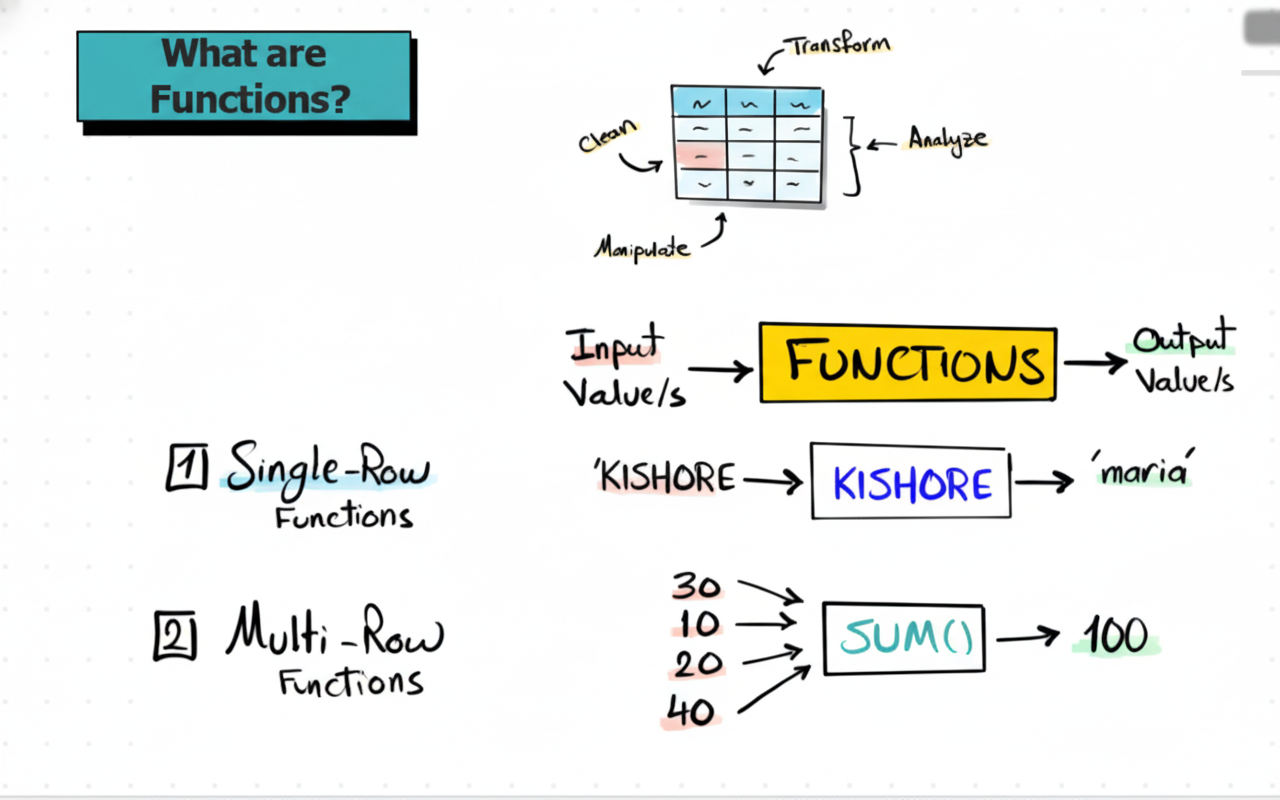 What are
Functions?
Transform
Clean
Analyze
Manipulate
Input
Value/s
FUNCTIONS
Output
Value/s
1 Single-Row
Functions
'KISHORE
KISHORE
'maria'
2 Multi-Row
Functions
30
10
20
40
SUM()
100